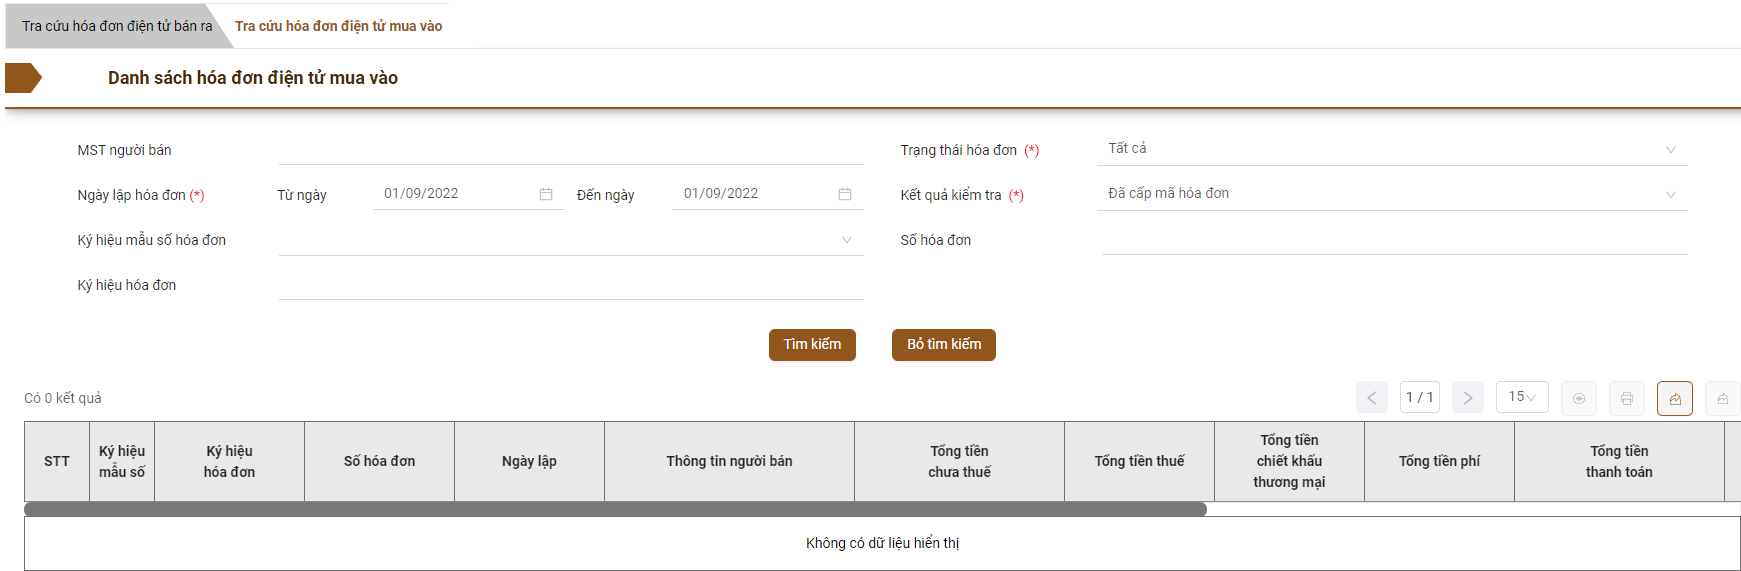 Tra cứu hóa đơn điện tử bán ra
Tra cứu hóa đơn điện tử mua vào
Danh sách hóa đơn điện tử mua vào
MST người bán
Trạng thái hóa đơn (*)
Tất cả
Ngày lập hóa đơn (*)
Từ ngày
01/09/2022
Đến ngày
01/09/2022
Kết quả kiểm tra (*)
Đã cấp mã hóa đơn
Ký hiệu mẫu số hóa đơn
Số hóa đơn
Ký hiệu hóa đơn
Tìm kiếm
Bỏ tìm kiếm
Có 0 kết quả
1 / 1
15
STT
Ký hiệu
mẫu số
Ký hiệu
hóa đơn
Số hóa đơn
Ngày lập
Thông tin người bán
Tổng tiền
chưa thuế
Tổng tiền thuế
Tổng tiền
chiết khấu
thương mại
Tổng tiền phí
Tổng tiền
thanh toán
Không có dữ liệu hiển thị